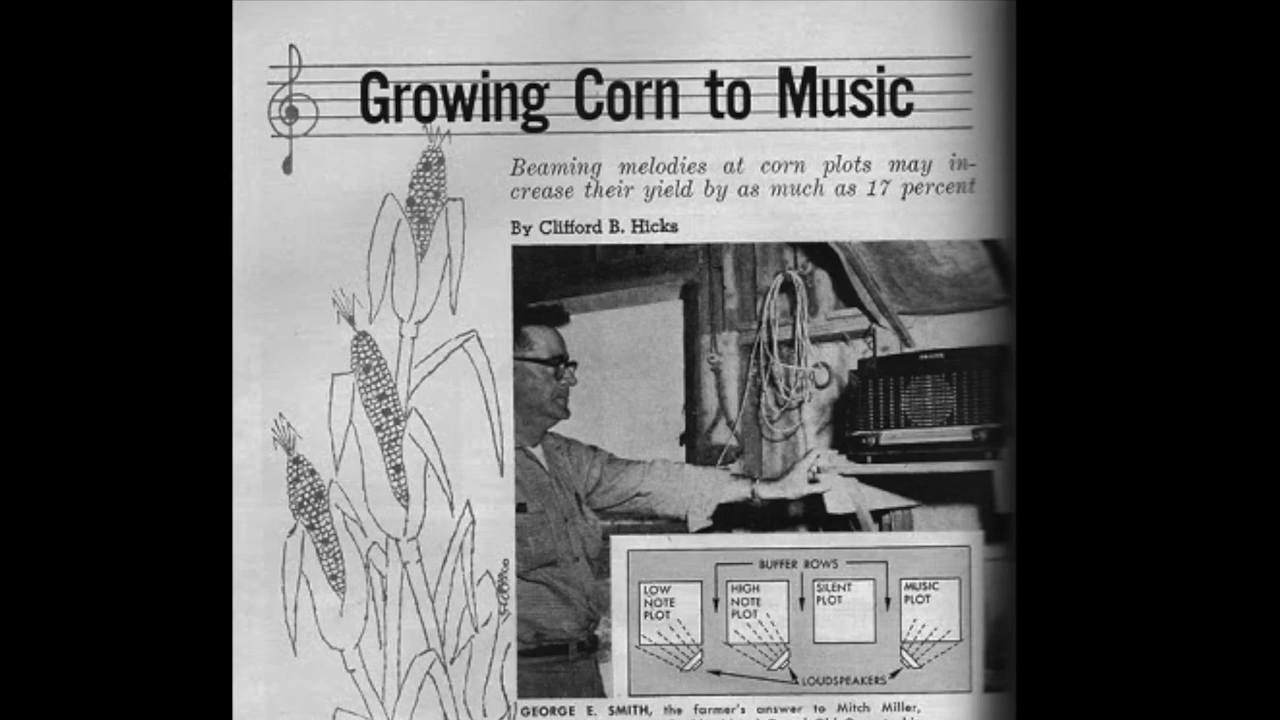 Growing Corn to Music
Beaming melodies at corn plots may in-
crease their yield by as much as 17 percent
By Clifford B. Hicks
BUFFER ROWS
LOW
NOTE
PLOT
HIGH
NOTE
PLOT
SILENT
PLOT
MUSIC
PLOT
LOUDSPEAKERS
GEORGE E. SMITH, the farmer's answer to Mitch Miller,